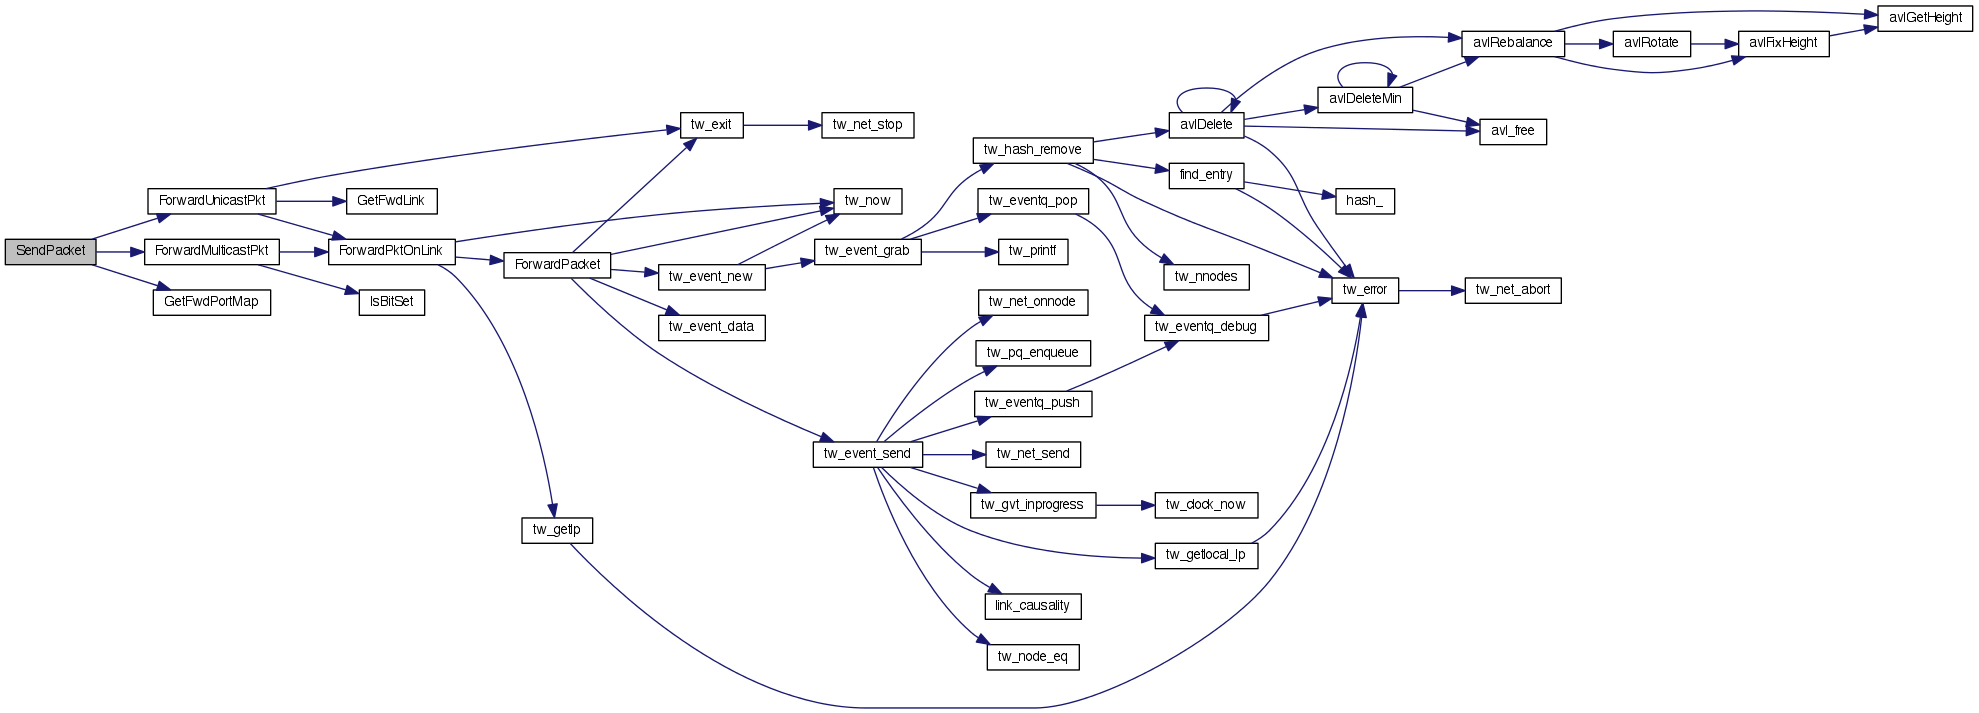 avlGetHeight
avlRebalance
avlRotate
avlFixHeight
avlDeleteMin
tw_exit
tw_net_stop
avlDelete
avl_free
tw_hash_remove
find_entry
ForwardUnicastPkt
GetFwdLink
tw_now
tw_eventq_pop
hash_
SendPacket
ForwardMulticastPkt
ForwardPktOnLink
ForwardPacket
tw_event_grab
tw_printf
tw_event_new
tw_nnodes
tw_error
tw_net_abort
GetFwdPortMap
IsBitSet
tw_net_onnode
tw_event_data
tw_eventq_debug
tw_pq_enqueue
tw_eventq_push
tw_event_send
tw_net_send
tw_gvt_inprogress
tw_clock_now
tw_getlp
tw_getlocal_lp
link_causality
tw_node_eq